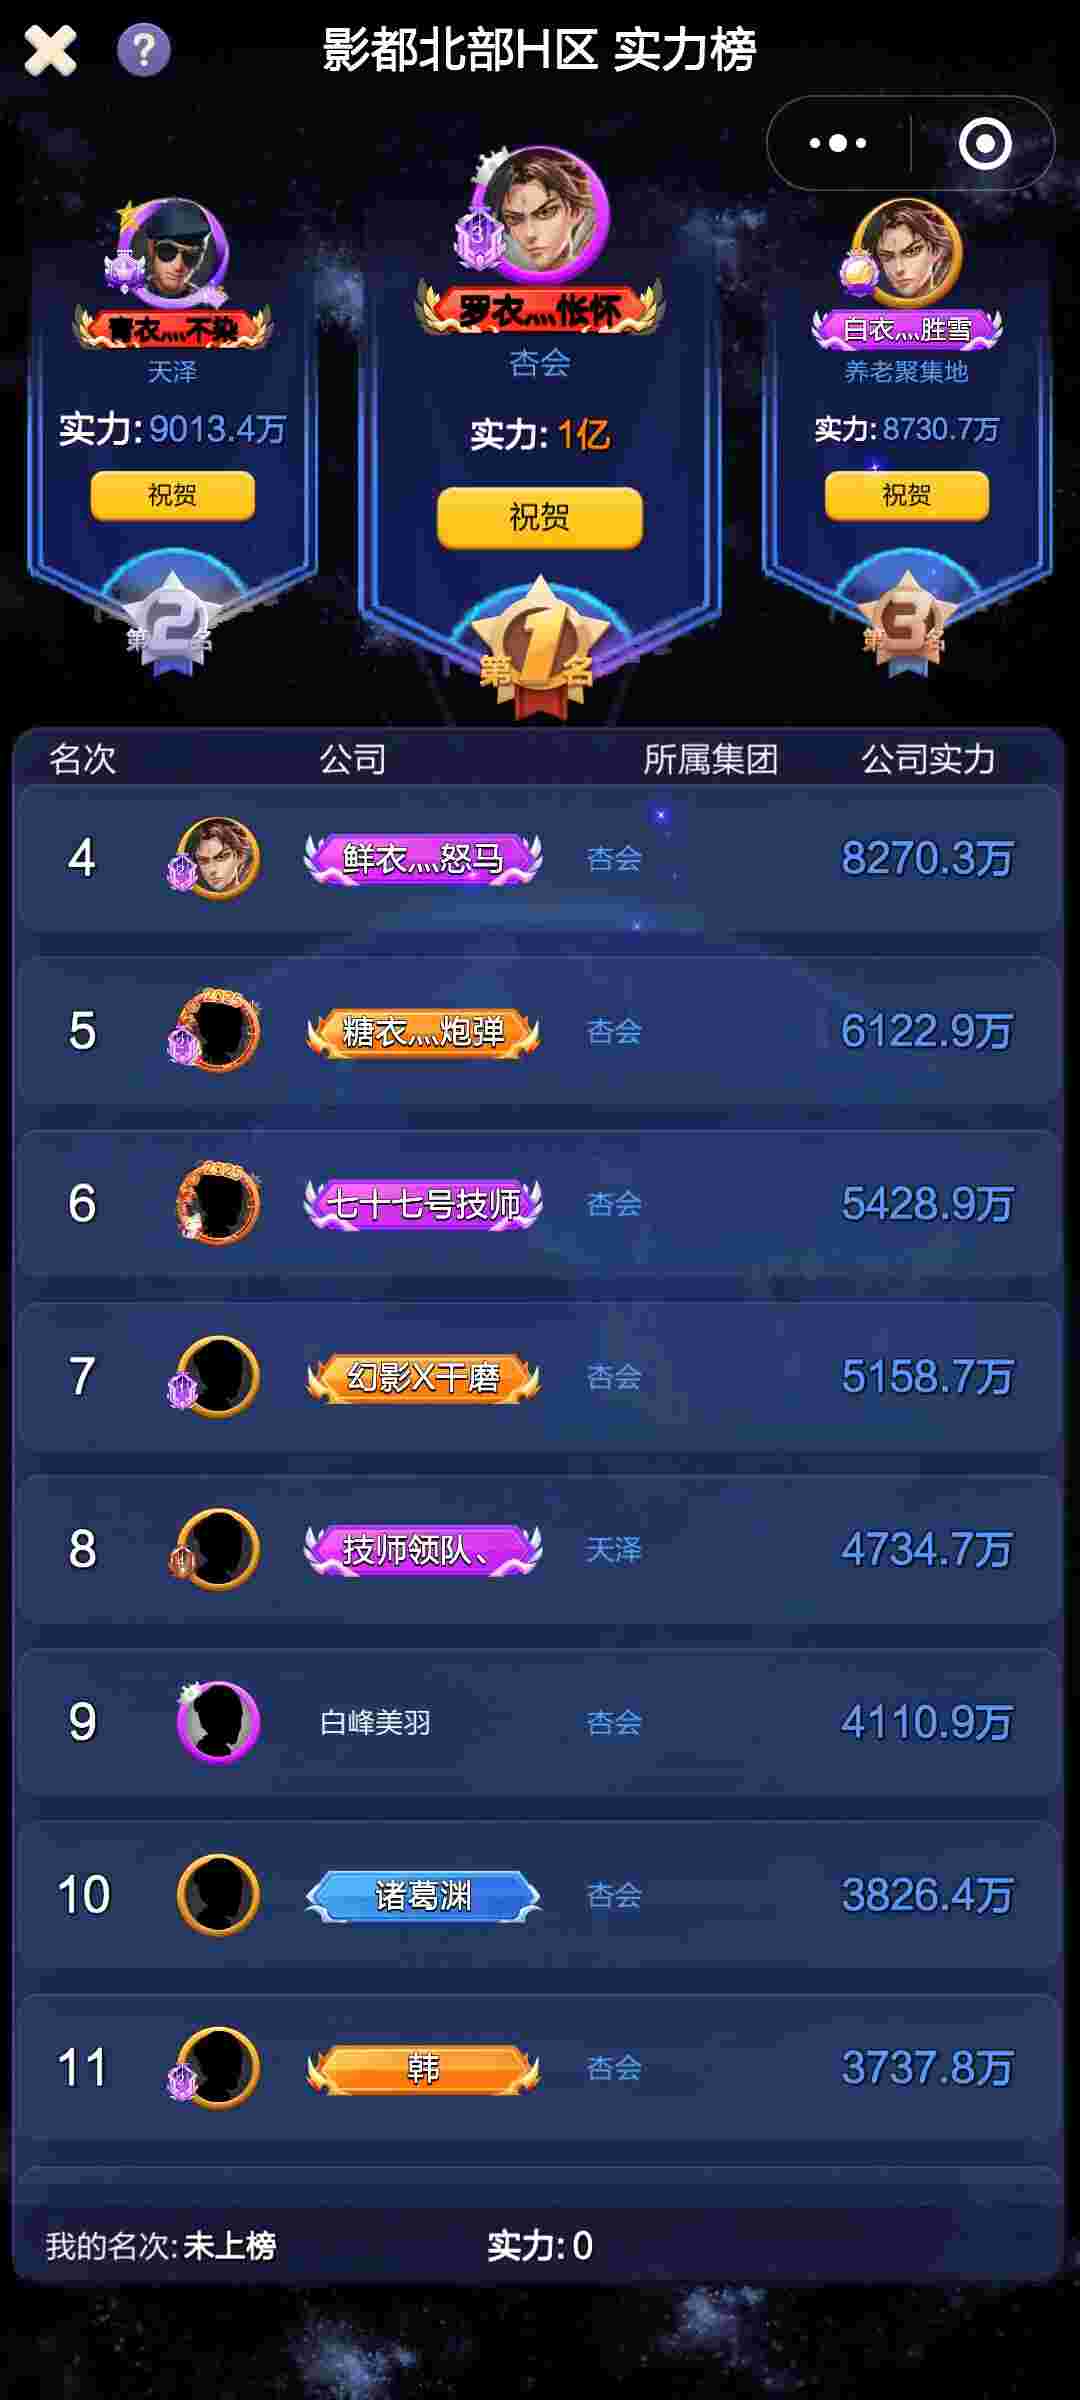 影都北部H区 实力榜
罗衣灬怅怀
杏会
实力: 1亿
祝贺
第1名
青衣灬不染
天泽
实力: 9013.4万
祝贺
第2名
白衣灬胜雪
养老聚集地
实力: 8730.7万
祝贺
第3名
名次 公司 所属集团 公司实力
4 鲜衣灬怒马 杏会 8270.3万
5 糖衣灬炮弹 杏会 6122.9万
6 七十七号技师 杏会 5428.9万
7 幻影X干磨 杏会 5158.7万
8 技师领队、 天泽 4734.7万
9 白峰美羽 杏会 4110.9万
10 诸葛渊 杏会 3826.4万
11 韩 杏会 3737.8万
我的名次: 未上榜 实力: 0